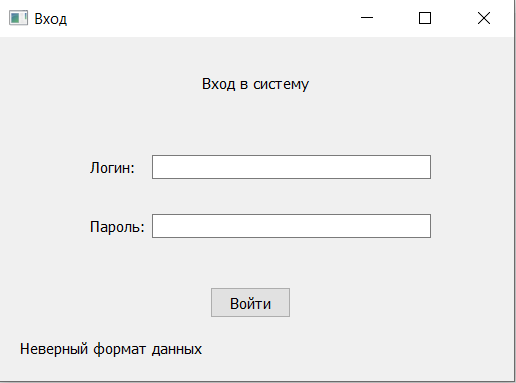 Вход
Вход в систему
Логин:
Пароль:
Войти
Неверный формат данных